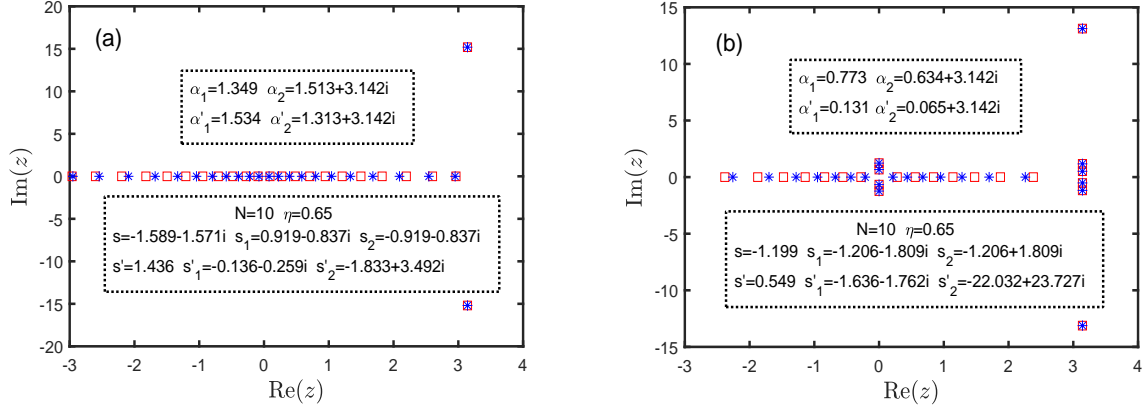 (a)
20
15
10
5
0
-5
-10
-15
-20
Im(z)
α₁=1.349 α₂=1.513+3.142i
α'₁=1.534 α'₂=1.313+3.142i
N=10 η=0.65
s=-1.589-1.571i s₁=0.919-0.837i s₂=-0.919-0.837i
s'=1.436 s'₁=-0.136-0.259i s'₂=-1.833+3.492i
-3 -2 -1 0 1 2 3 4
Re(z)
(b)
15
10
5
0
-5
-10
-15
Im(z)
α₁=0.773 α₂=0.634+3.142i
α'₁=0.131 α'₂=0.065+3.142i
N=10 η=0.65
s=-1.199 s₁=-1.206-1.809i s₂=-1.206+1.809i
s'=0.549 s'₁=-1.636-1.762i s'₂=-22.032+23.727i
-3 -2 -1 0 1 2 3 4
Re(z)